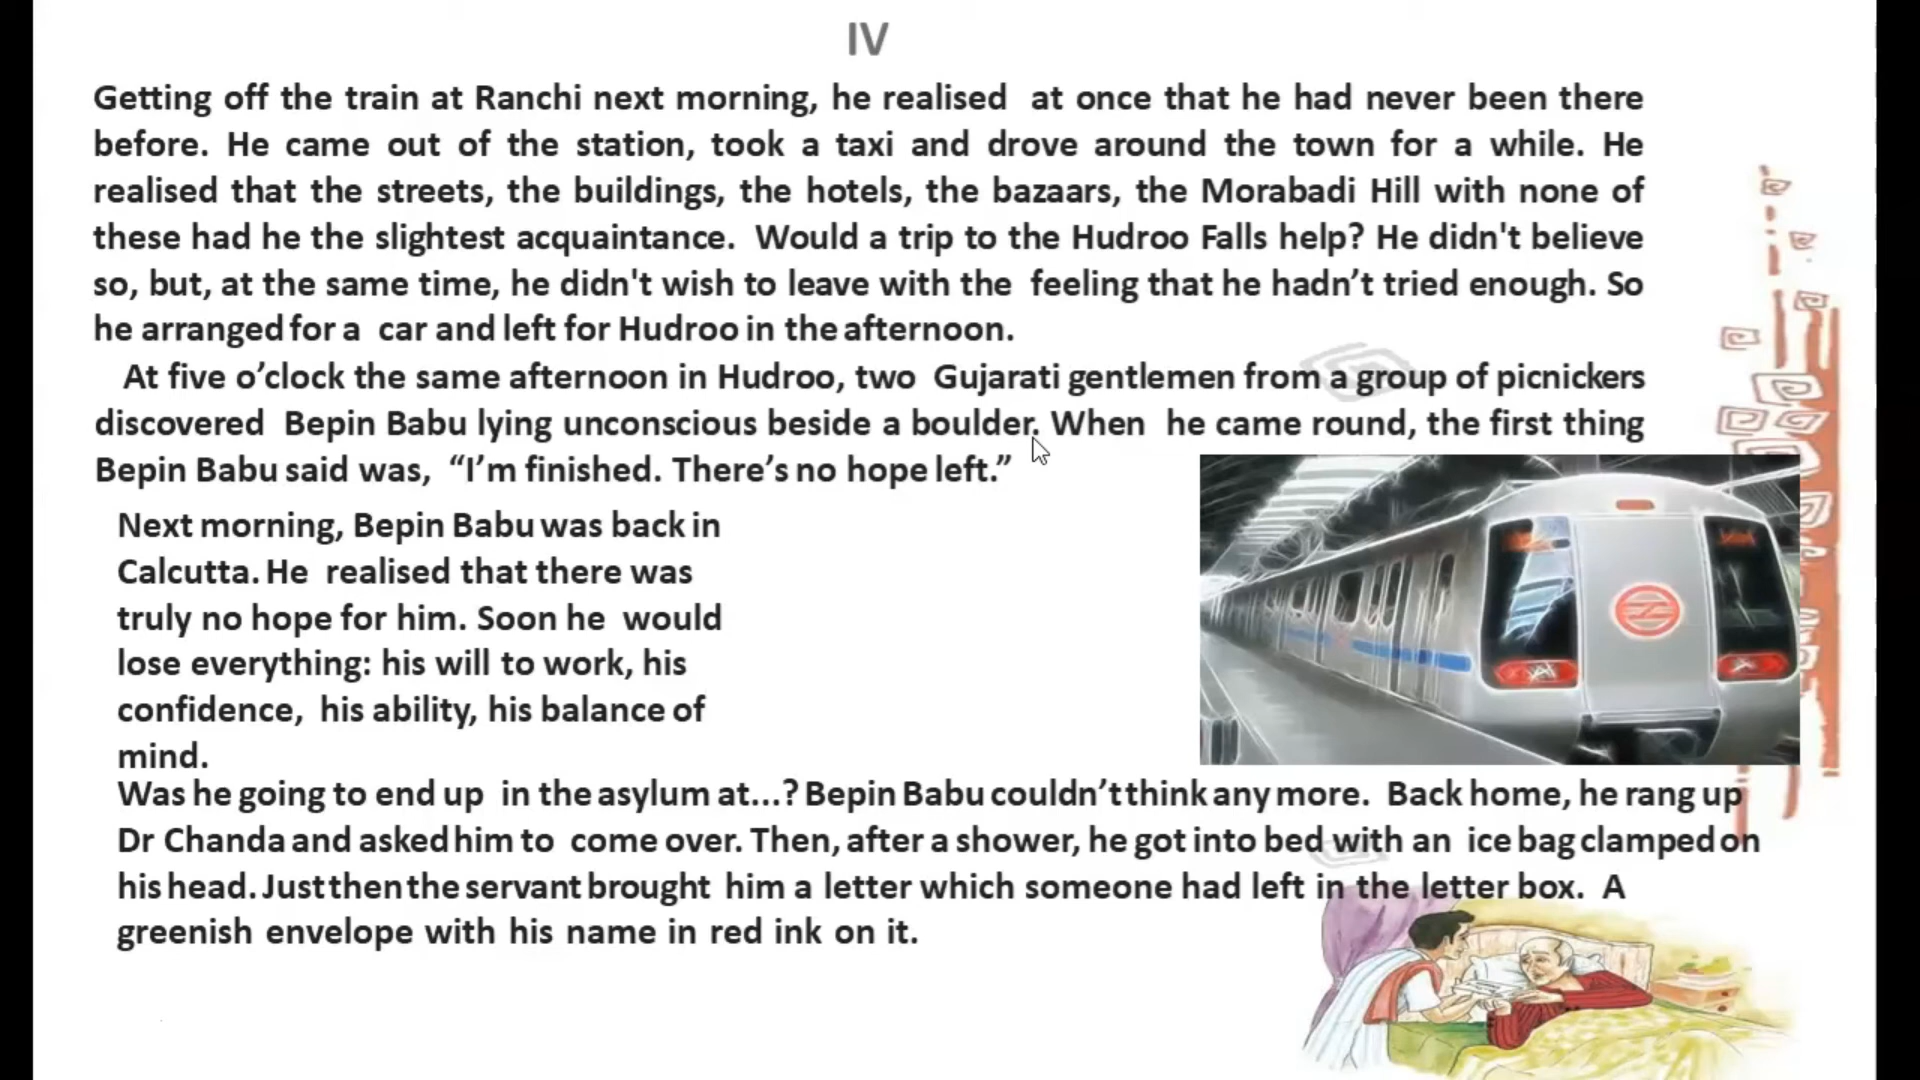 IV
Getting off the train at Ranchi next morning, he realised at once that he had never been there
before. He came out of the station, took a taxi and drove around the town for a while. He
realised that the streets, the buildings, the hotels, the bazaars, the Morabadi Hill with none of
these had he the slightest acquaintance. Would a trip to the Hudroo Falls help? He didn't believe
so, but, at the same time, he didn't wish to leave with the feeling that he hadn’t tried enough. So
he arranged for a car and left for Hudroo in the afternoon.
At five o’clock the same afternoon in Hudroo, two Gujarati gentlemen from a group of picnickers
discovered Bepin Babu lying unconscious beside a boulder. When he came round, the first thing
Bepin Babu said was, “I’m finished. There’s no hope left.”
Next morning, Bepin Babu was back in
Calcutta. He realised that there was
truly no hope for him. Soon he would
lose everything: his will to work, his
confidence, his ability, his balance of
mind.
Was he going to end up in the asylum at...? Bepin Babu couldn’t think any more. Back home, he rang up
Dr Chanda and asked him to come over. Then, after a shower, he got into bed with an ice bag clamped on
his head. Just then the servant brought him a letter which someone had left in the letter box. A
greenish envelope with his name in red ink on it.